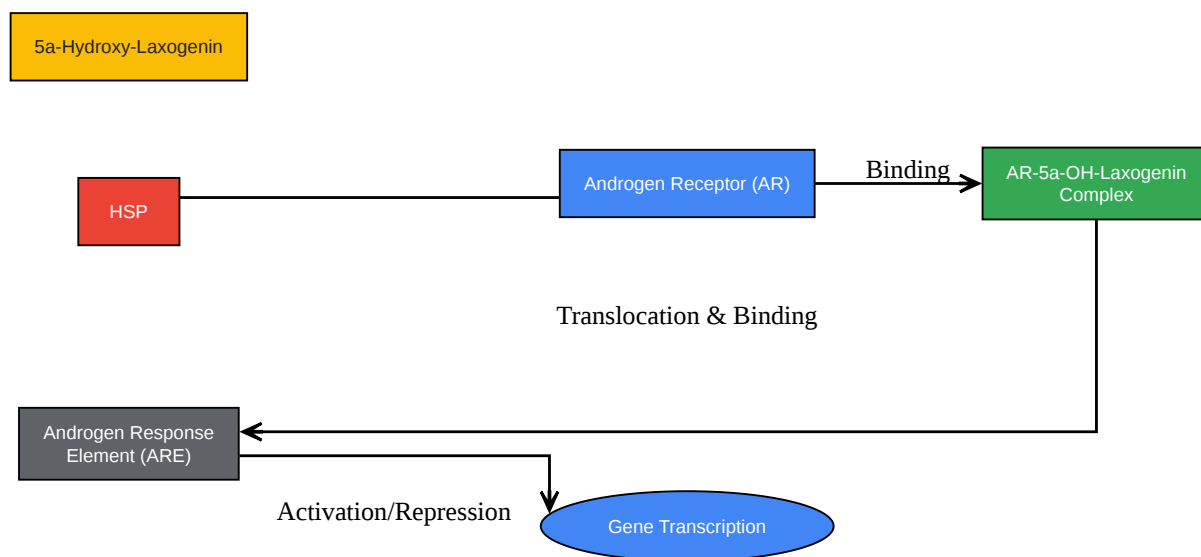 5a-Hydroxy-Laxogenin
HSP
Androgen Receptor (AR)
Binding
AR-5a-OH-Laxogenin
Complex
Translocation & Binding
Androgen Response
Element (ARE)
Activation/Repression
Gene Transcription